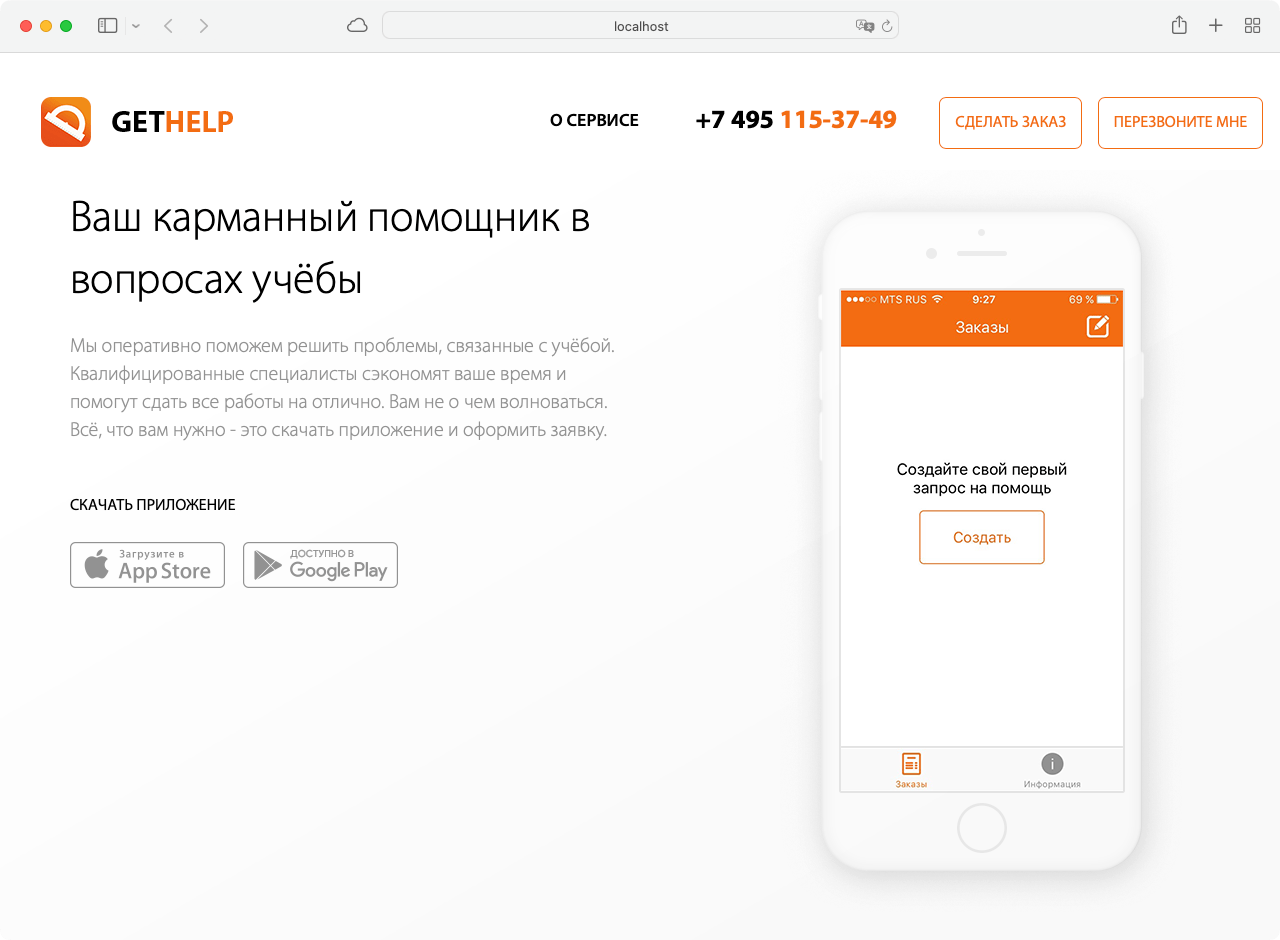 localhost
GETHELP
О СЕРВИСЕ
+7 495 115-37-49
СДЕЛАТЬ ЗАКАЗ
ПЕРЕЗВОНИТЕ МНЕ
Ваш карманный помощник в
вопросах учёбы
Мы оперативно поможем решить проблемы, связанные с учёбой.
Квалифицированные специалисты сэкономят ваше время и
помогут сдать все работы на отлично. Вам не о чем волноваться.
Всё, что вам нужно - это скачать приложение и оформить заявку.
СКАЧАТЬ ПРИЛОЖЕНИЕ
Загрузите в
App Store
ДОСТУПНО В
Google Play
MTS RUS 9:27 69 %
Заказы
Создайте свой первый
запрос на помощь
Создать
Заказы
Информация